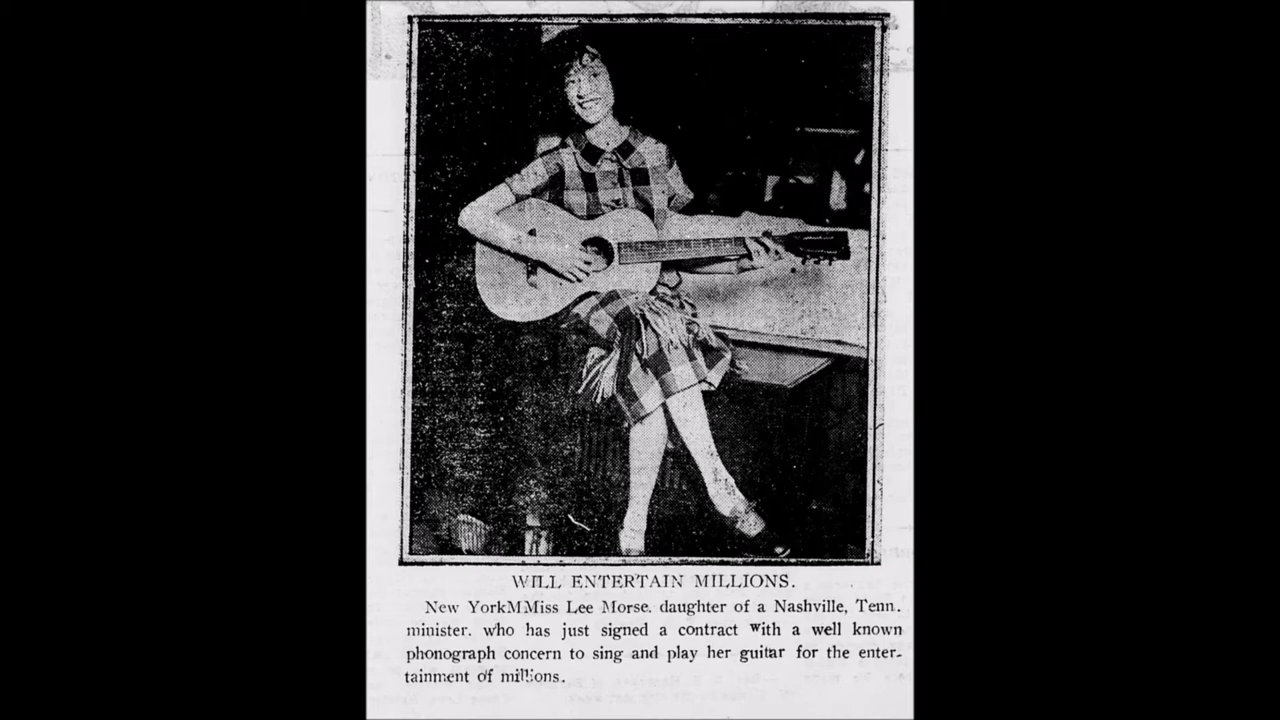 WILL ENTERTAIN MILLIONS.
New YorkMMiss Lee Morse. daughter of a Nashville, Tenn.
minister. who has just signed a contract with a well known
phonograph concern to sing and play her guitar for the enter-
tainment of millions.